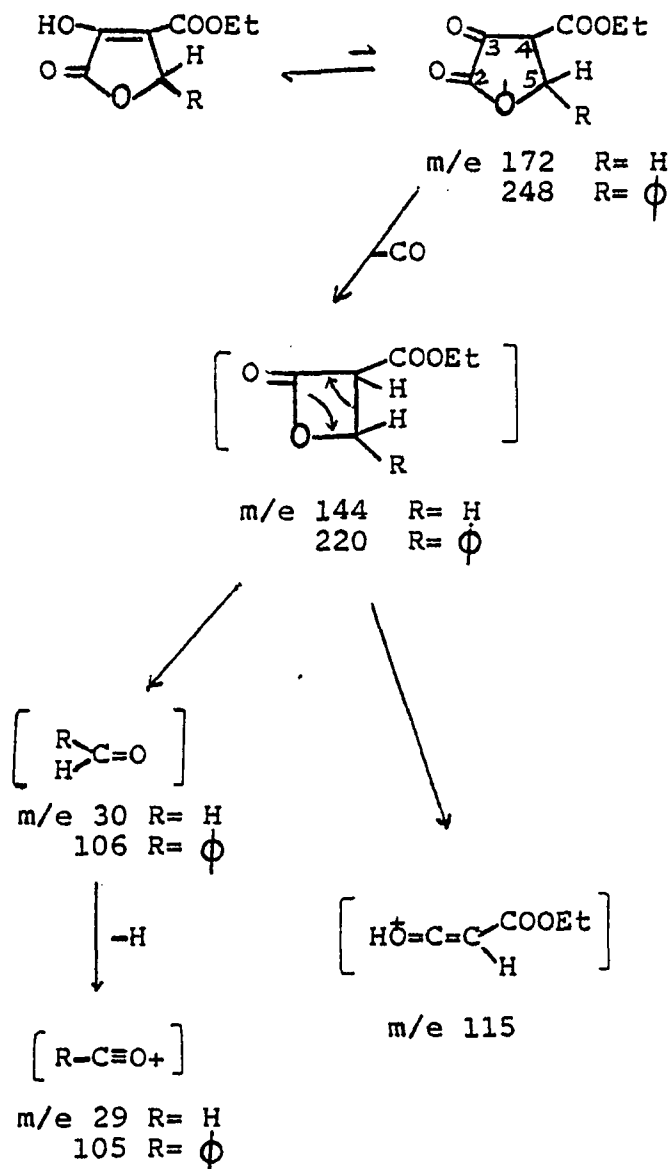 HO COOEt
H
O
O R
O 3 4 COOEt
O 2 5 H
O R
m/e 172 R= H
248 R= ϕ
-CO
O COOEt
H
H
O
R
m/e 144 R= H
220 R= ϕ
R
H C=O
m/e 30 R= H
106 R= ϕ
-H
HO+=C=C COOEt
H
m/e 115
[R-C≡O+]
m/e 29 R= H
105 R= ϕ